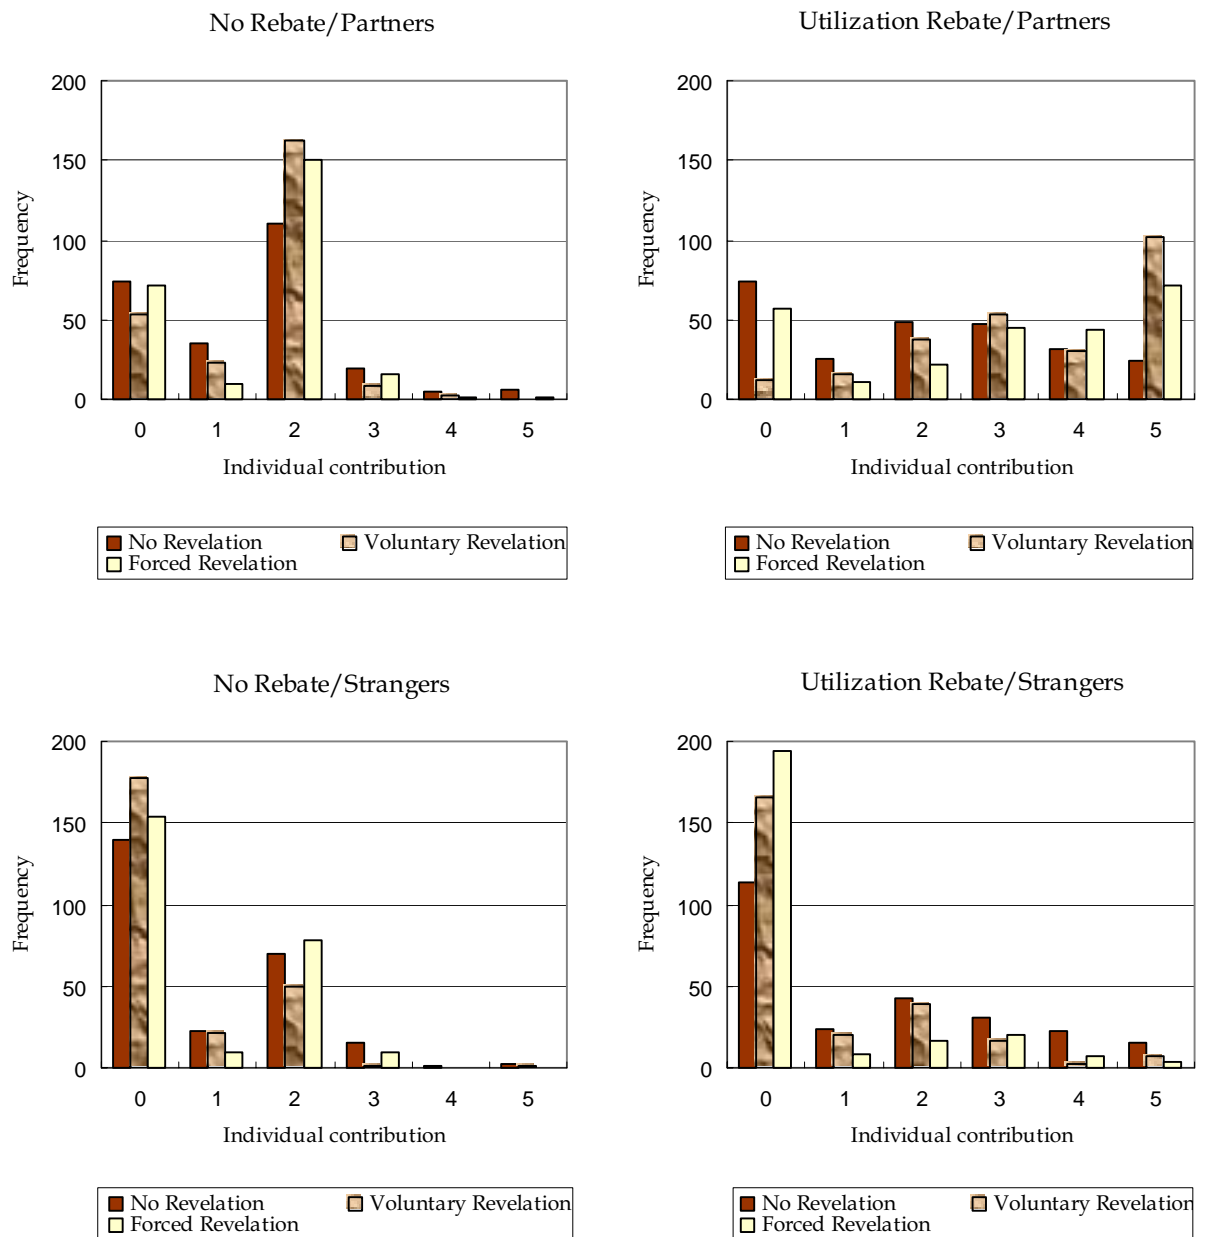 No Rebate/Partners
200
150
100
50
0
Frequency
0 1 2 3 4 5
Individual contribution
No Revelation Voluntary Revelation
Forced Revelation
Utilization Rebate/Partners
200
150
100
50
0
Frequency
0 1 2 3 4 5
Individual contribution
No Revelation Voluntary Revelation
Forced Revelation
No Rebate/Strangers
200
150
100
50
0
Frequency
0 1 2 3 4 5
Individual contribution
No Revelation Voluntary Revelation
Forced Revelation
Utilization Rebate/Strangers
200
150
100
50
0
Frequency
0 1 2 3 4 5
Individual contribution
No Revelation Voluntary Revelation
Forced Revelation